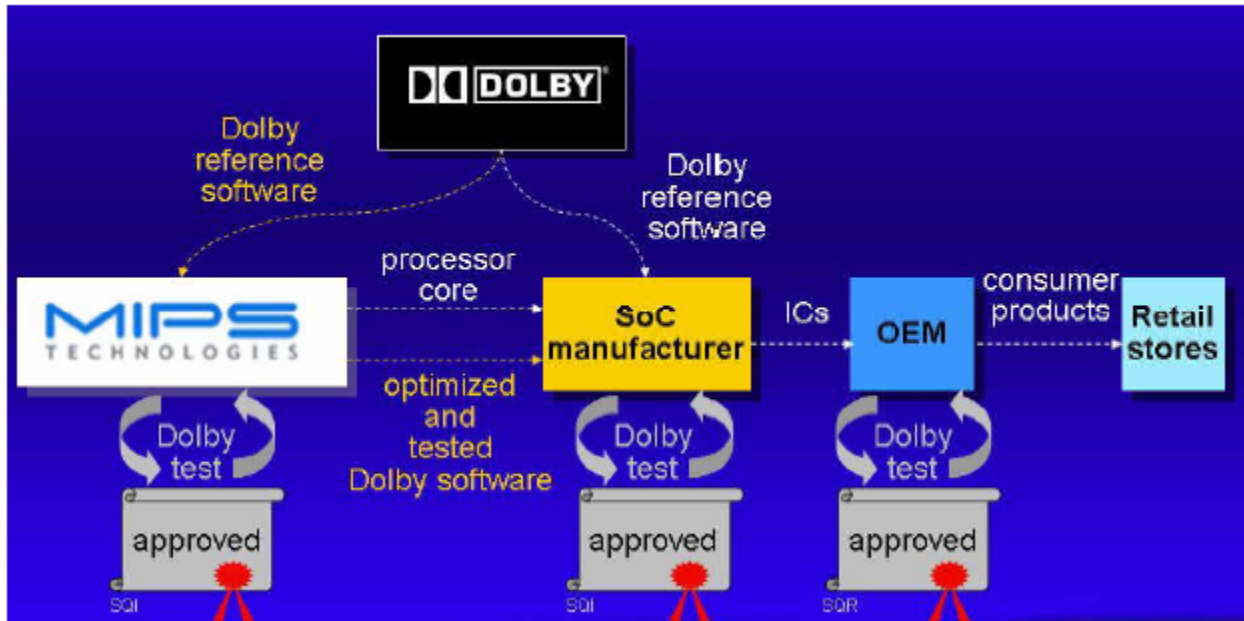 DOLBY®
Dolby
reference
software
Dolby
reference
software
MIPS
TECHNOLOGIES
processor
core
optimized
and
tested
Dolby software
SoC
manufacturer
ICs
OEM
consumer
products
Retail
stores
Dolby
test
approved
SQI
Dolby
test
approved
SQI
Dolby
test
approved
SQR